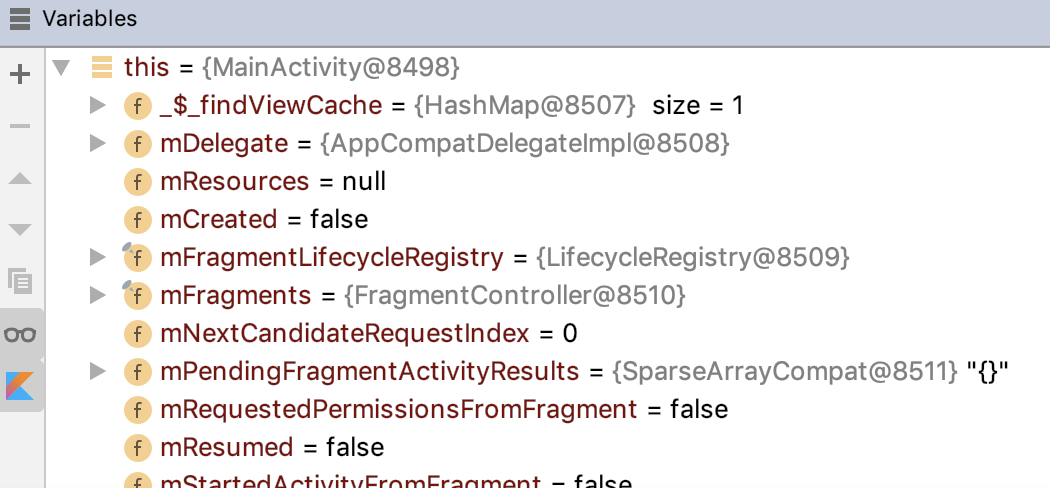 Variables
this = {MainActivity@8498}
_$_findViewCache = {HashMap@8507} size = 1
mDelegate = {AppCompatDelegateImpl@8508}
mResources = null
mCreated = false
mFragmentLifecycleRegistry = {LifecycleRegistry@8509}
mFragments = {FragmentController@8510}
mNextCandidateRequestIndex = 0
mPendingFragmentActivityResults = {SparseArrayCompat@8511} "{}"
mRequestedPermissionsFromFragment = false
mResumed = false
mStartedActivityFromFragment = false